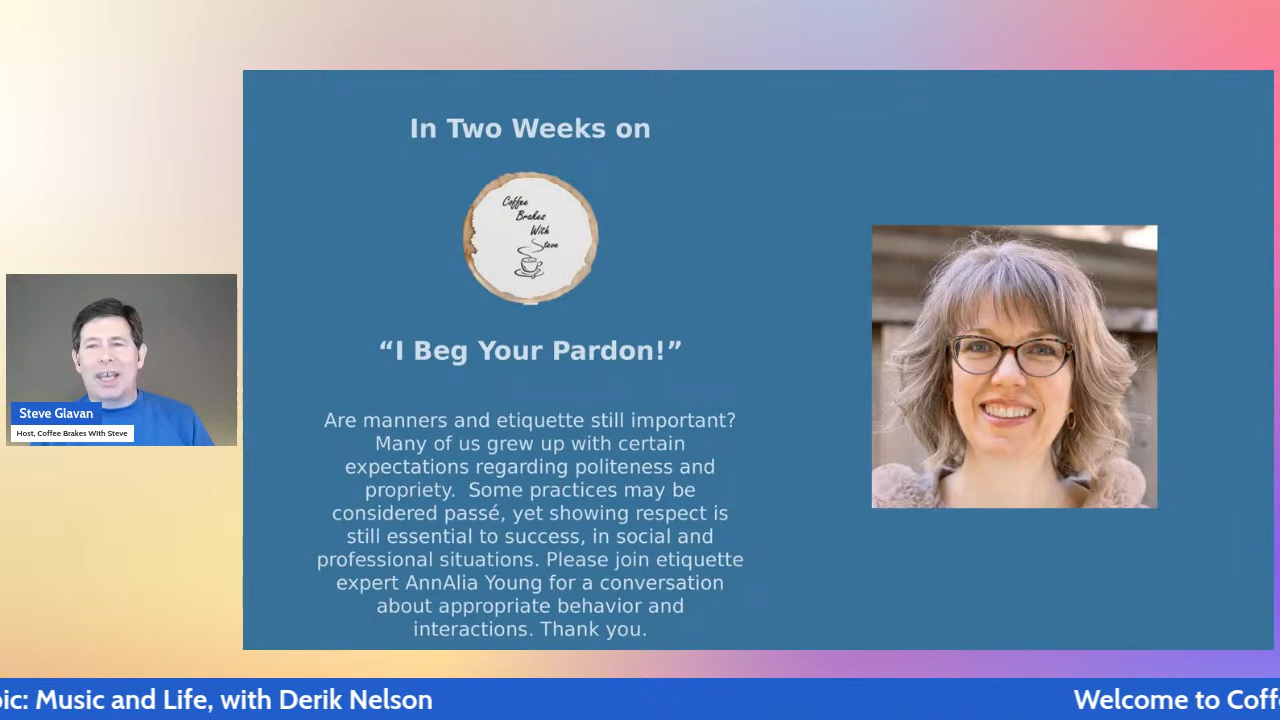 In Two Weeks on
Coffee
Brakes
With
Steve
“I Beg Your Pardon!”
Are manners and etiquette still important?
Many of us grew up with certain
expectations regarding politeness and
propriety.  Some practices may be
considered passé, yet showing respect is
still essential to success, in social and
professional situations. Please join etiquette
expert AnnAlia Young for a conversation
about appropriate behavior and
interactions. Thank you.
Steve Glavan
Host, Coffee Brakes With Steve
pic: Music and Life, with Derik Nelson
Welcome to Coff